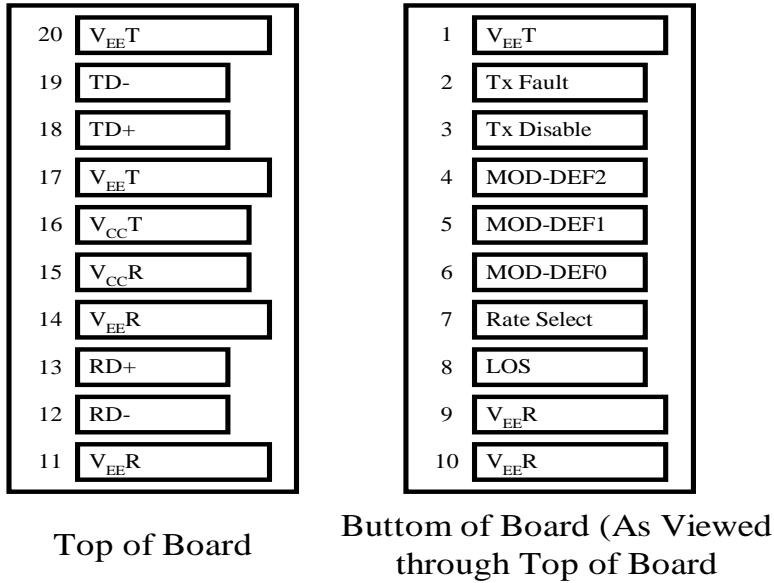 20 VEET
19 TD-
18 TD+
17 VEET
16 VCCT
15 VCCR
14 VEER
13 RD+
12 RD-
11 VEER
Top of Board
1 VEET
2 Tx Fault
3 Tx Disable
4 MOD-DEF2
5 MOD-DEF1
6 MOD-DEF0
7 Rate Select
8 LOS
9 VEER
10 VEER
Buttom of Board (As Viewed
through Top of Board